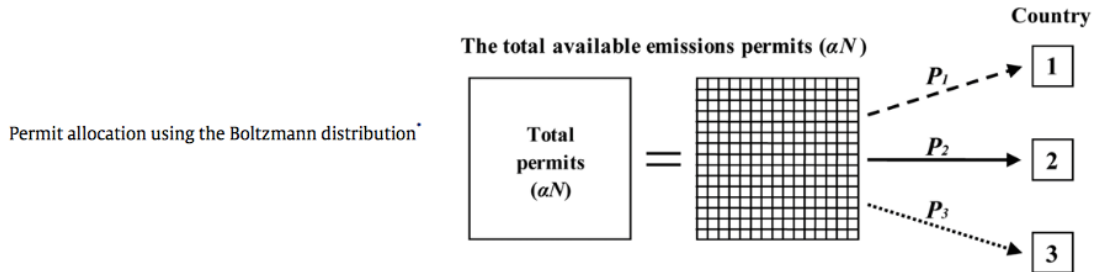 Country
The total available emissions permits (αN)
1
P1
Permit allocation using the Boltzmann distribution*
Total
permits
(αN)
=
P2
2
P3
3